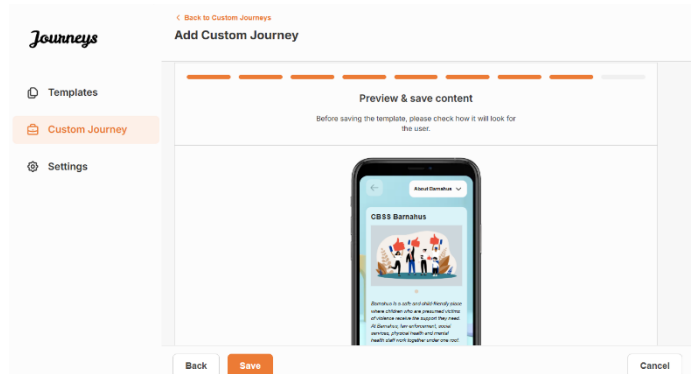 < Back to Custom Journeys
Journeys
Add Custom Journey
Templates
Custom Journey
Settings
Preview & save content
Before saving the template, please check how it will look for
the user.
About Barnahus
CBSS Barnahus
Barnahus is a safe and child-friendly place
where children who are presumed victims
of violence receive the support they need.
At Barnahus, law enforcement, social
services, physical health and mental
health staff work together under one roof.
Back
Save
Cancel